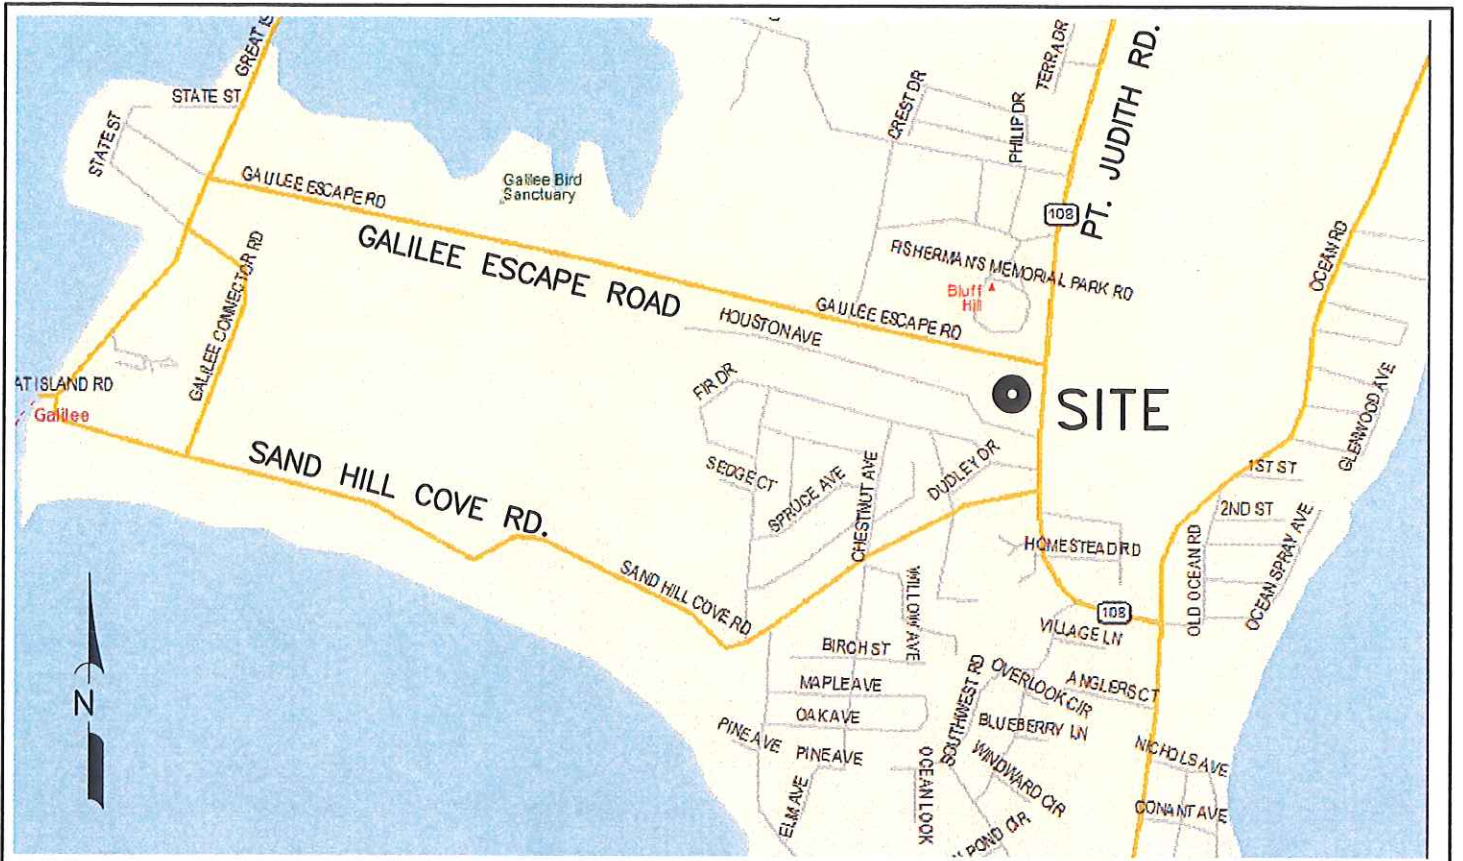 GREAT IS
STATE ST
STATE ST
GALILEE ESCAPE RD
Galilee Bird
Sanctuary
CREST DR
PHILIP DR
TERRA DR
PT. JUDITH RD.
108
OCEAN RD
GALILEE ESCAPE ROAD
FISHERMAN'S MEMORIAL PARK RD
Bluff
Hill
GALILEE ESCAPE RD
HOUSTON AVE
GALILEE CONNECTOR RD
AT ISLAND RD
Galilee
FIR DR
SITE
GLENWOOD AVE
SAND HILL COVE RD.
SEDGE CT
SPRUCE AVE
CHESTNUT AVE
DUDLEY DR
1ST ST
2ND ST
HOMESTEAD RD
OLD OCEAN RD
OCEAN SPRAY AVE
SAND HILL COVE RD
WILLOW AVE
108
VILLAGE LN
BIRCH ST
MAPLE AVE
OAK AVE
PINE AVE
PINE AVE
ELM AVE
OCEAN LOOK
SOUTHWEST RD
OVERLOOK CIR
ANGLERS CT
BLUEBERRY LN
WINDWARD CIR
POND CIR
NICHOLS AVE
CONANT AVE
N